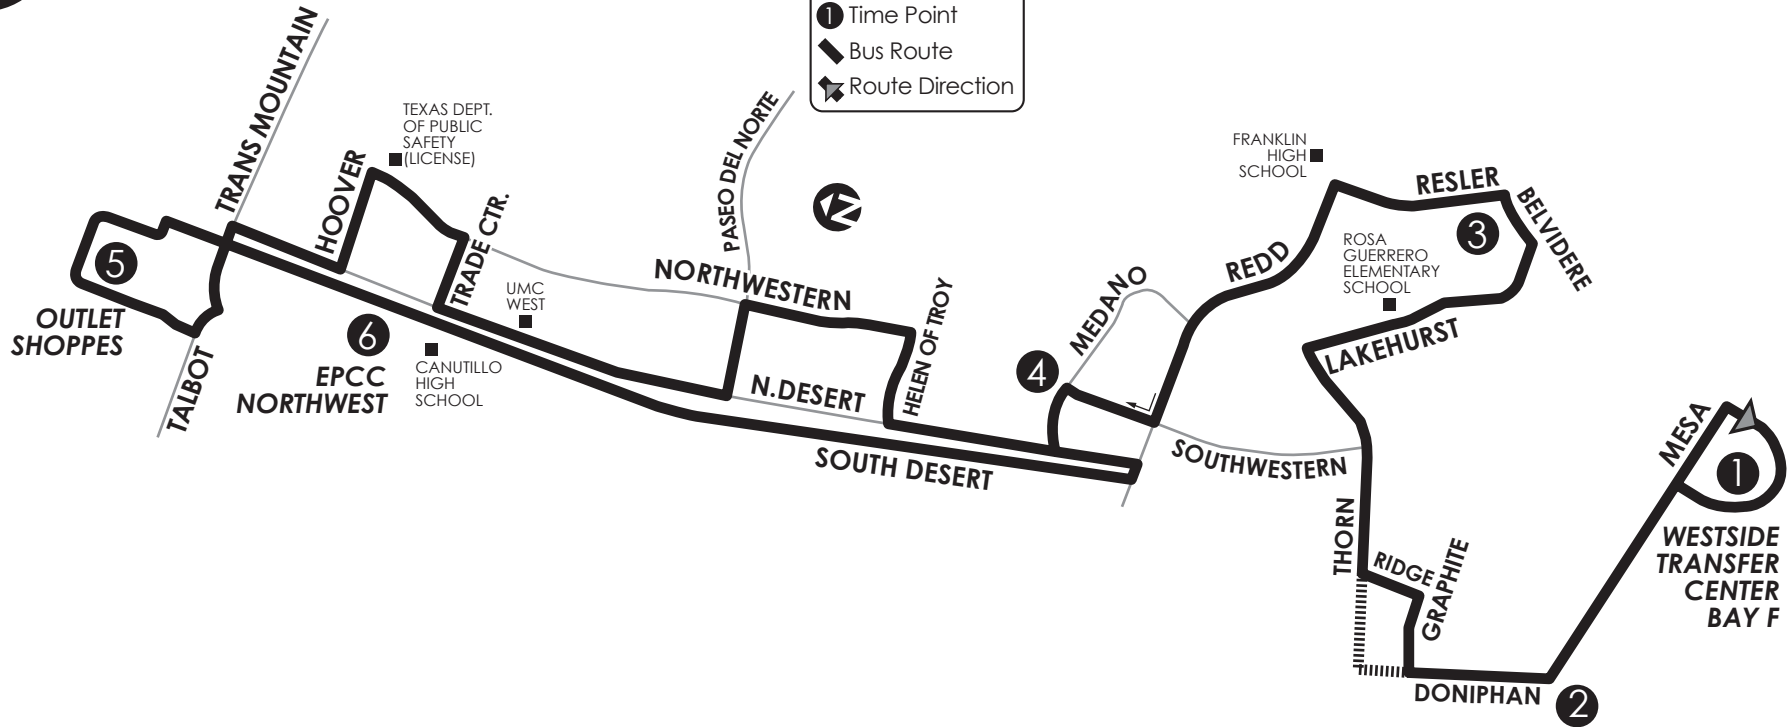 1 Time Point
Bus Route
Route Direction
TRANS MOUNTAIN
TEXAS DEPT.
OF PUBLIC
SAFETY
(LICENSE)
HOOVER
TRADE CTR.
PASEO DEL NORTE
N
FRANKLIN
HIGH
SCHOOL
RESLER
BELVIDERE
3
ROSA
GUERRERO
ELEMENTARY
SCHOOL
REDD
MEDANO
LAKEHURST
5
OUTLET
SHOPPES
TALBOT
6
EPCC
NORTHWEST
UMC
WEST
CANUTILLO
HIGH
SCHOOL
NORTHWESTERN
HELEN OF TROY
N.DESERT
4
SOUTH DESERT
SOUTHWESTERN
MESA
1
WESTSIDE
TRANSFER
CENTER
BAY F
THORN
RIDGE
GRAPHITE
DONIPHAN
2